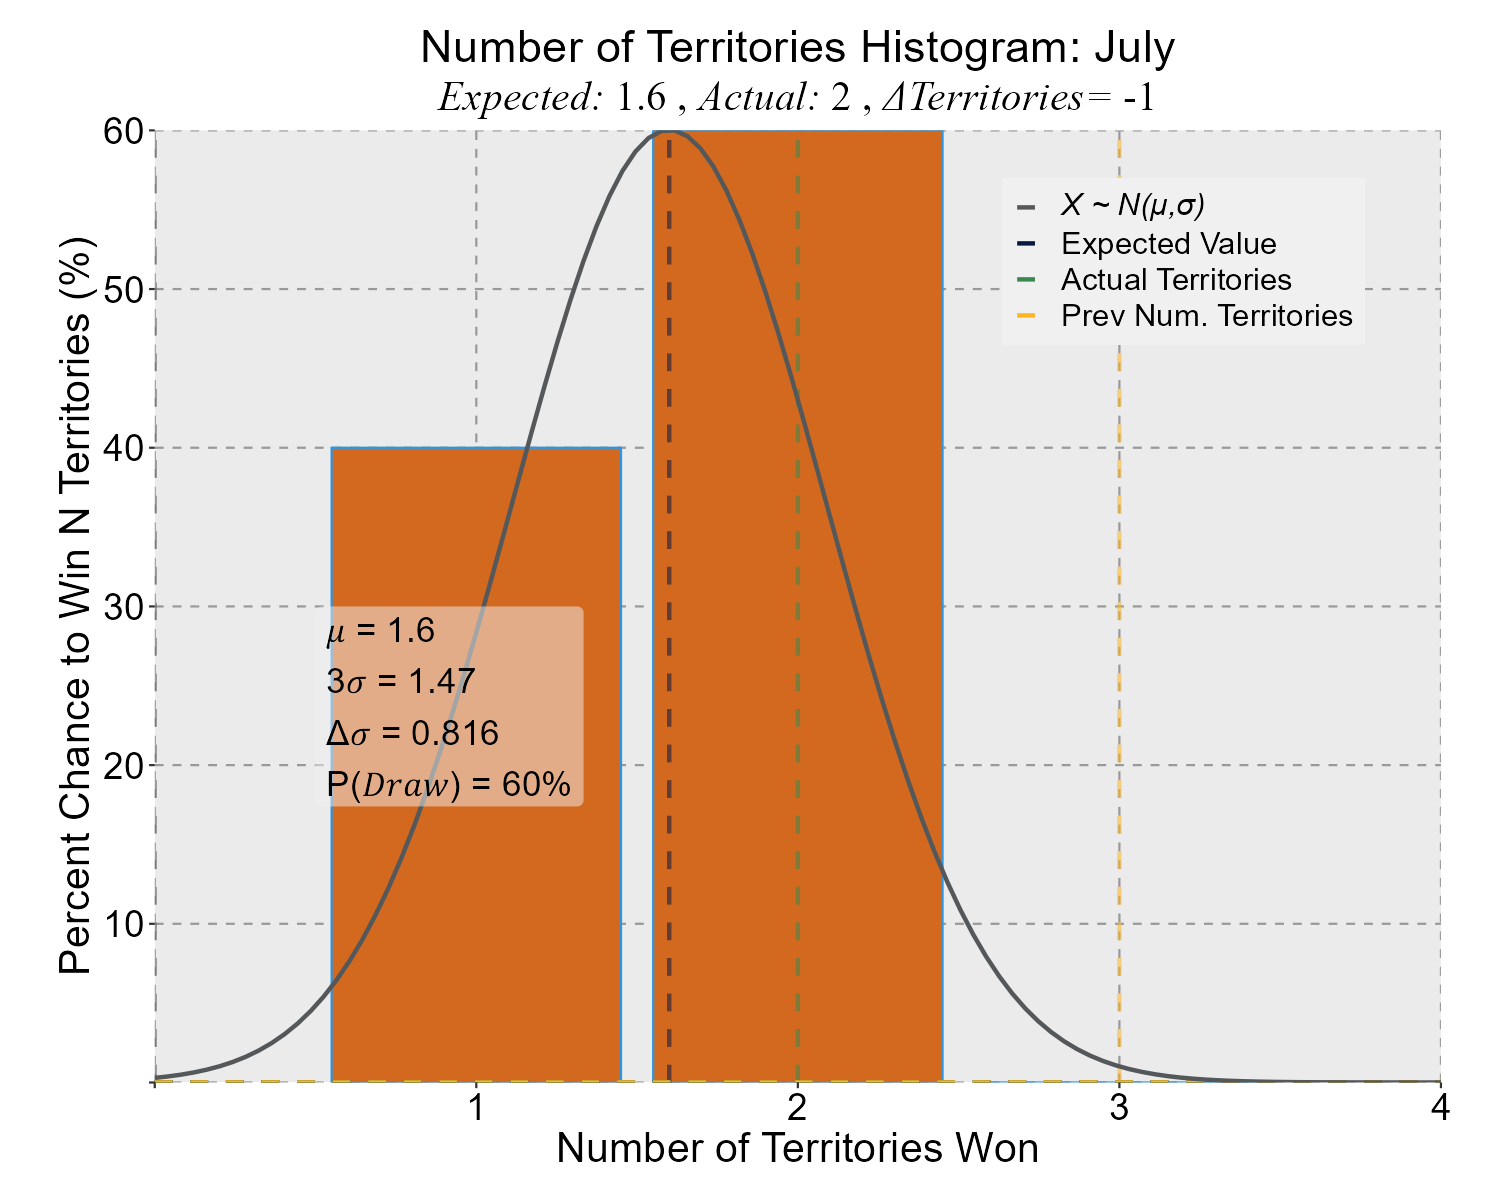 Number of Territories Histogram: July
Expected: 1.6 , Actual: 2 , ΔTerritories= -1
Percent Chance to Win N Territories (%)
60
50
40
30
20
10
X ~ N(μ,σ)
Expected Value
Actual Territories
Prev Num. Territories
μ = 1.6
3σ = 1.47
Δσ = 0.816
P(Draw) = 60%
1 2 3 4
Number of Territories Won